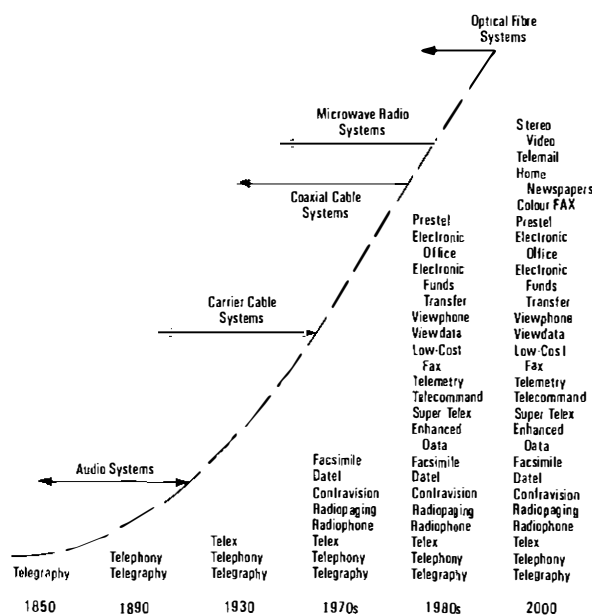 Optical Fibre
Systems
Microwave Radio
Systems
Coaxial Cable
Systems
Carrier Cable
Systems
Audio Systems
Telegraphy
1850
Telephony
Telegraphy
1890
Telex
Telephony
Telegraphy
1930
Facsimile
Datel
Confravision
Radiopaging
Radiophone
Telex
Telephony
Telegraphy
1970s
Prestel
Electronic
Office
Electronic
Funds
Transfer
Viewphone
Viewdata
Low-Cost
Fax
Telemetry
Telecommand
Super Telex
Enhanced
Data
Facsimile
Datel
Confravision
Radiopaging
Radiophone
Telex
Telephony
Telegraphy
1980s
Stereo
Video
Telemail
Home
Newspapers
Colour FAX
Prestel
Electronic
Office
Electronic
Funds
Transfer
Viewphone
Viewdata
Low-Cost
Fax
Telemetry
Telecommand
Super Telex
Enhanced
Data
Facsimile
Datel
Confravision
Radiopaging
Radiophone
Telex
Telephony
Telegraphy
2000